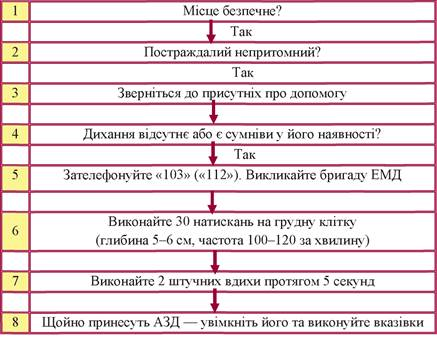 1 Місце безпечне?
Так
2 Постраждалий непритомний?
Так
3 Зверніться до присутніх про допомогу
4 Дихання відсутнє або є сумніви у його наявності?
Так
5 Зателефонуйте «103» («112»). Викликайте бригаду ЕМД
6 Виконайте 30 натискань на грудну клітку
(глибина 5–6 см, частота 100–120 за хвилину)
7 Виконайте 2 штучних вдихи протягом 5 секунд
8 Щойно принесуть АЗД — увімкніть його та виконуйте вказівки